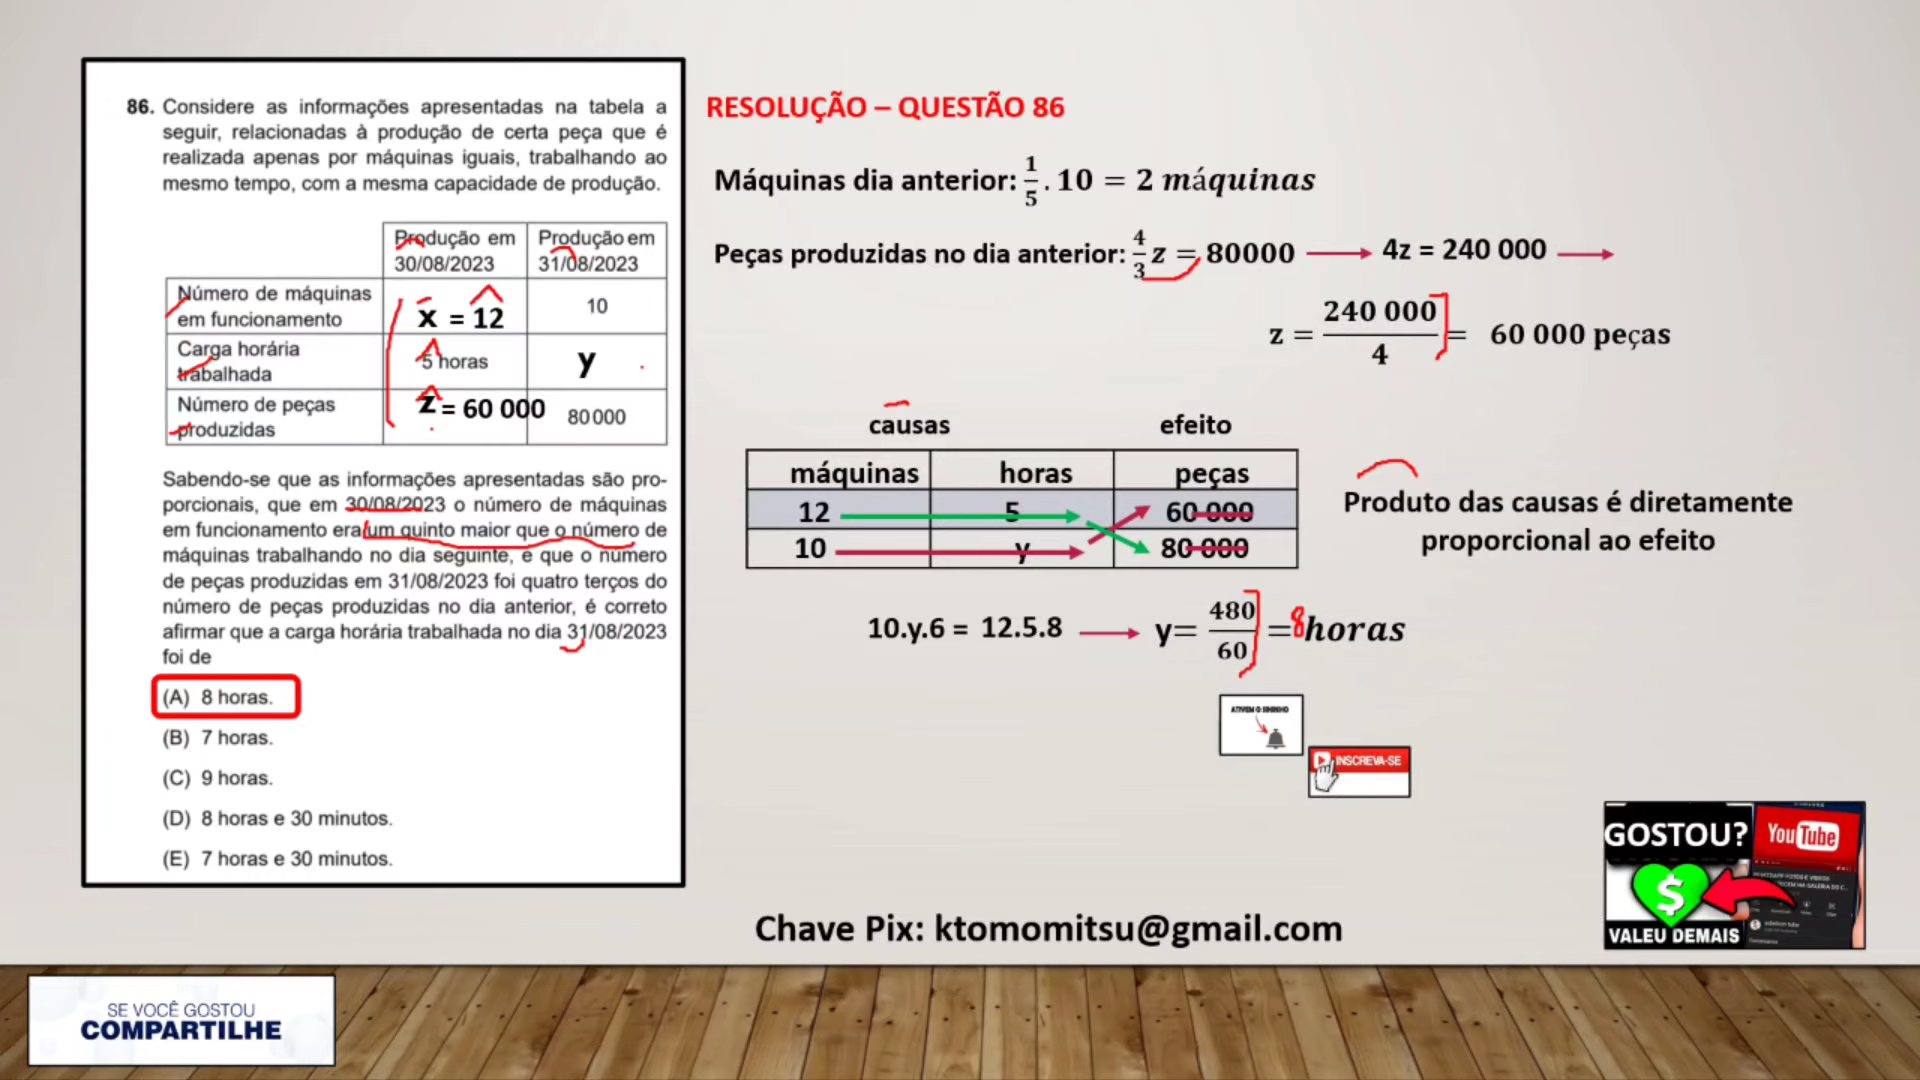 86. Considere as informações apresentadas na tabela a
seguir, relacionadas à produção de certa peça que é
realizada apenas por máquinas iguais, trabalhando ao
mesmo tempo, com a mesma capacidade de produção.
Produção em
30/08/2023
Produção em
31/08/2023
Número de máquinas
em funcionamento
x = 12
10
Carga horária
trabalhada
5 horas
y
Número de peças
produzidas
z = 60 000
80 000
Sabendo-se que as informações apresentadas são pro-
porcionais, que em 30/08/2023 o número de máquinas
em funcionamento era um quinto maior que o número de
máquinas trabalhando no dia seguinte, e que o número
de peças produzidas em 31/08/2023 foi quatro terços do
número de peças produzidas no dia anterior, é correto
afirmar que a carga horária trabalhada no dia 31/08/2023
foi de
(A) 8 horas.
(B) 7 horas.
(C) 9 horas.
(D) 8 horas e 30 minutos.
(E) 7 horas e 30 minutos.
RESOLUÇÃO – QUESTÃO 86
Máquinas dia anterior: 1/5 . 10 = 2 máquinas
Peças produzidas no dia anterior: 4/3 z = 80000 → 4z = 240 000 →
z = 240 000/4 = 60 000 peças
causas efeito
máquinas horas peças
12 5 60 000
10 y 80 000
Produto das causas é diretamente
proporcional ao efeito
10.y.6 = 12.5.8 → y= 480/60 = 8 horas
ATIVEM O SININHO
INSCREVA-SE
GOSTOU?
YouTube
VALEU DEMAIS
Chave Pix: ktomomitsu@gmail.com
SE VOCÊ GOSTOU
COMPARTILHE